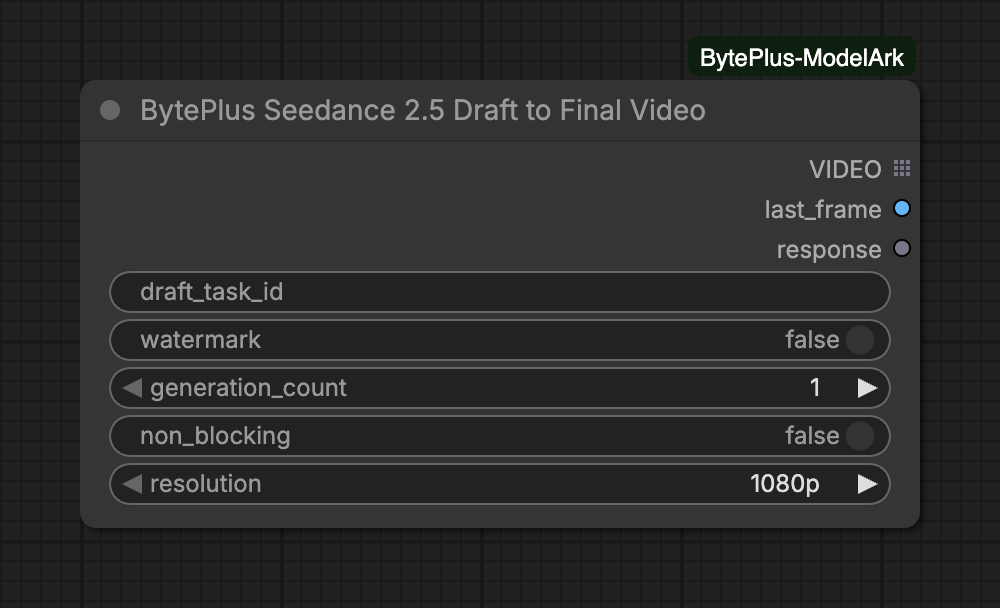 BytePlus-ModelArk
BytePlus Seedance 2.5 Draft to Final Video
VIDEO
last_frame
response
draft_task_id
watermark false
generation_count 1
non_blocking false
resolution 1080p